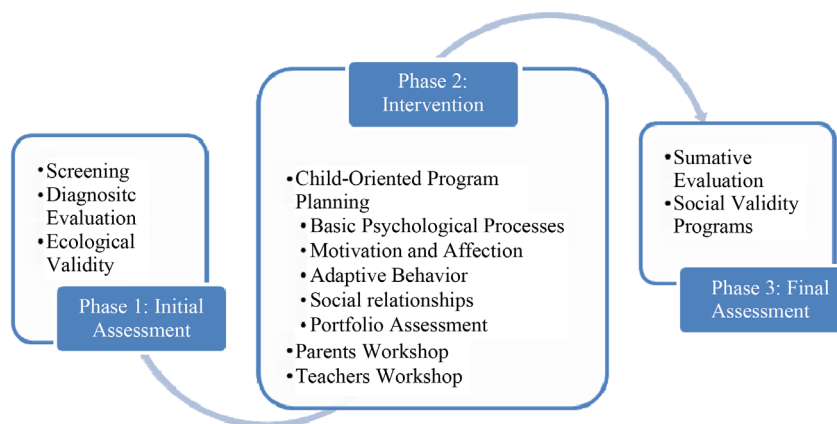 •Screening
•Diagnositc
Evaluation
•Ecological
Validity
Phase 1: Initial
Assessment
Phase 2:
Intervention
•Child-Oriented Program
Planning
•Basic Psychological Processes
•Motivation and Affection
•Adaptive Behavior
•Social relationships
•Portfolio Assessment
•Parents Workshop
•Teachers Workshop
•Sumative
Evaluation
•Social Validity
Programs
Phase 3: Final
Assessment